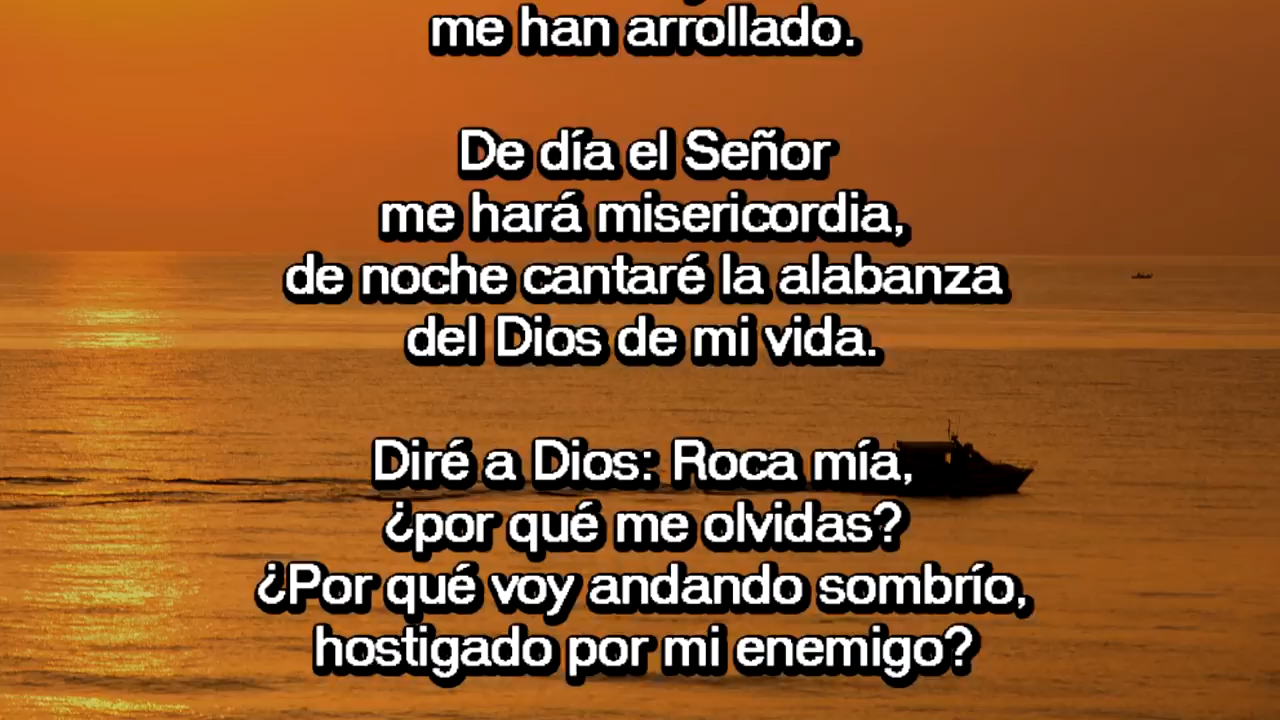 me han arrollado.
De día el Señor
me hará misericordia,
de noche cantaré la alabanza
del Dios de mi vida.
Diré a Dios: Roca mía,
¿por qué me olvidas?
¿Por qué voy andando sombrío,
hostigado por mi enemigo?